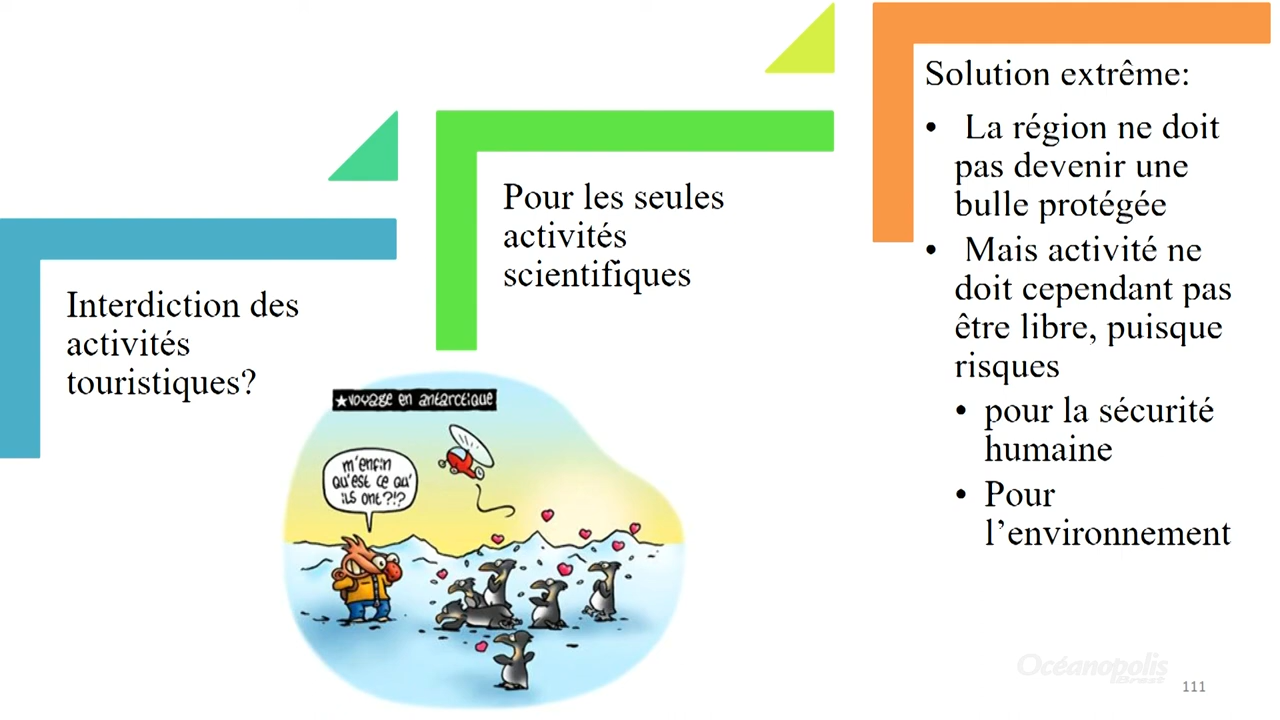 Interdiction des
activités
touristiques?
Pour les seules
activités
scientifiques
Solution extrême:
• La région ne doit
pas devenir une
bulle protégée
• Mais activité ne
doit cependant pas
être libre, puisque
risques
• pour la sécurité
humaine
• Pour
l’environnement
★voyage en antarctique
m'enfin
qu'est ce qu'
ils ont?!?
Océanopolis
Brest
111